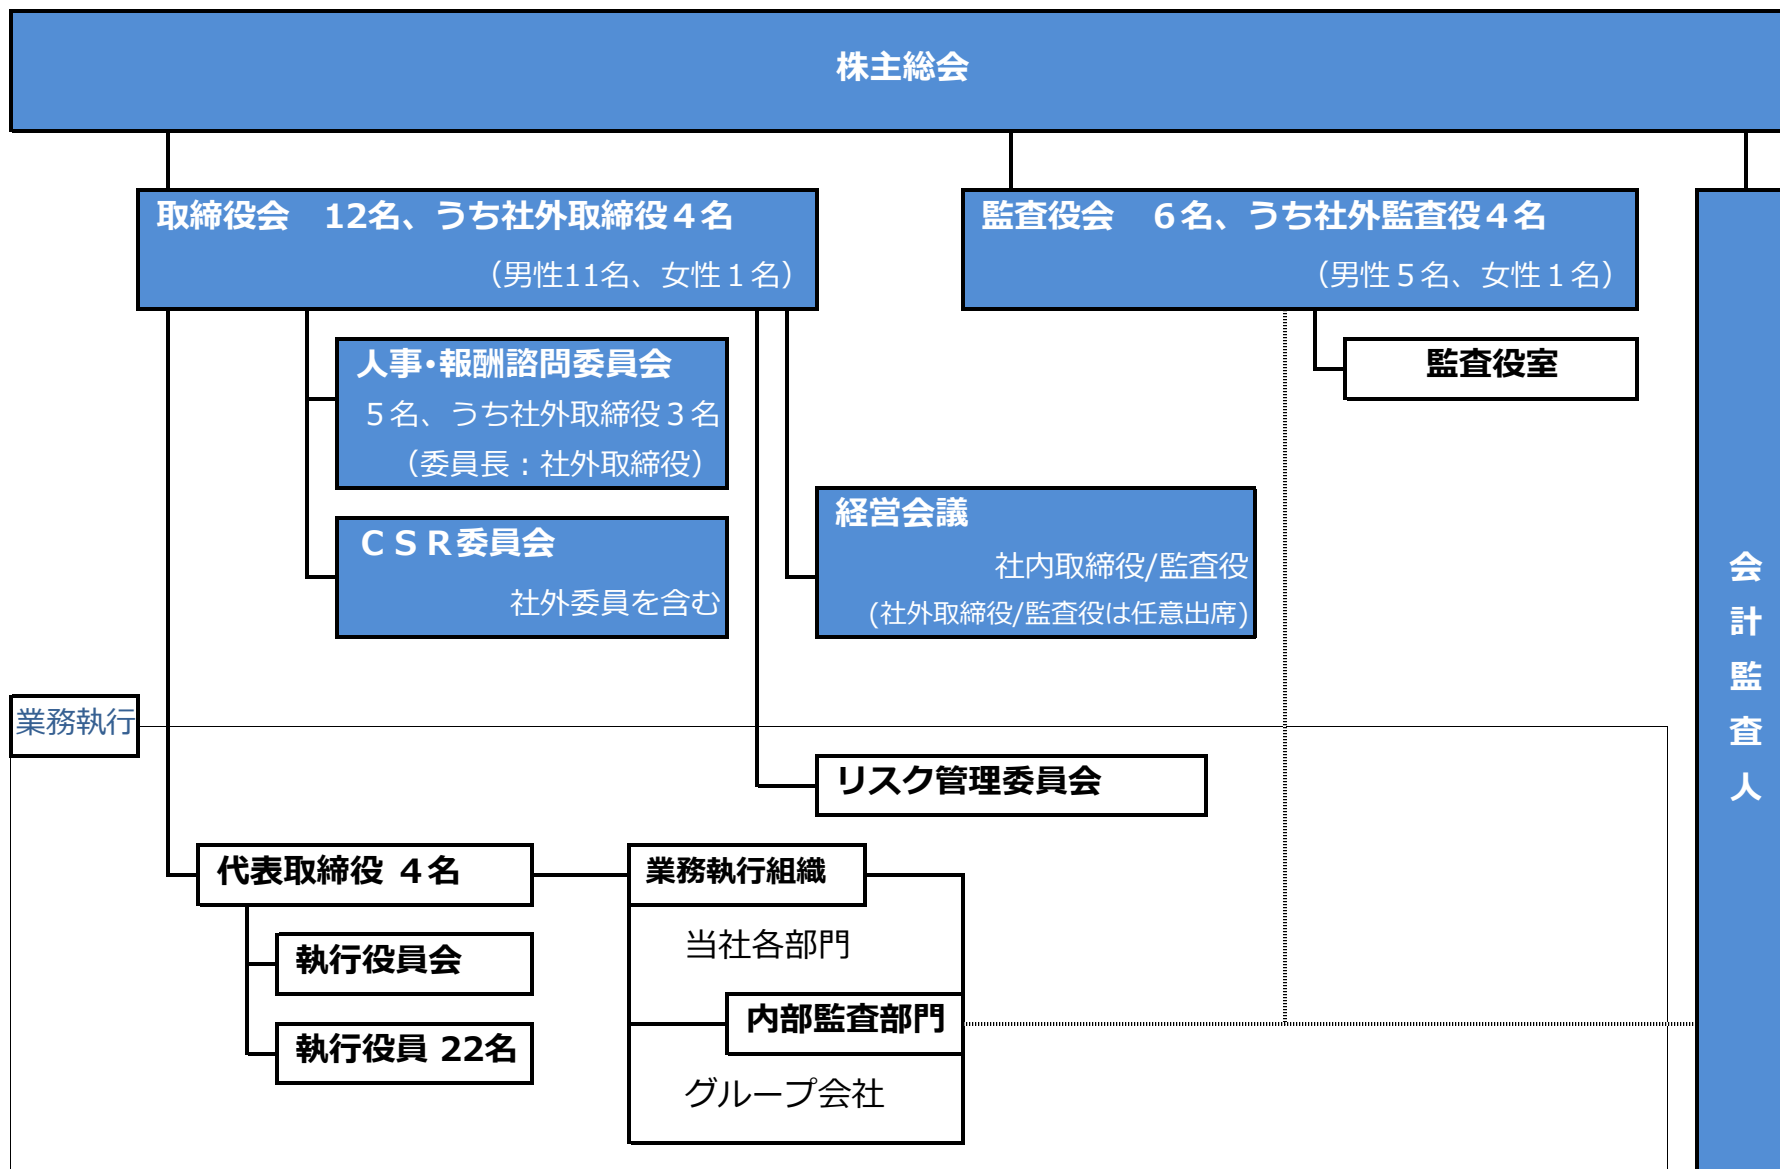 株主総会
取締役会　12名、うち社外取締役４名
（男性11名、女性１名）
監査役会　６名、うち社外監査役４名
（男性５名、女性１名）
人事・報酬諮問委員会
５名、うち社外取締役３名
（委員長：社外取締役）
監査役室
ＣＳＲ委員会
社外委員を含む
経営会議
社内取締役/監査役
(社外取締役/監査役は任意出席)
会計監査人
業務執行
リスク管理委員会
代表取締役 ４名
業務執行組織
当社各部門
執行役員会
内部監査部門
執行役員 22名
グループ会社